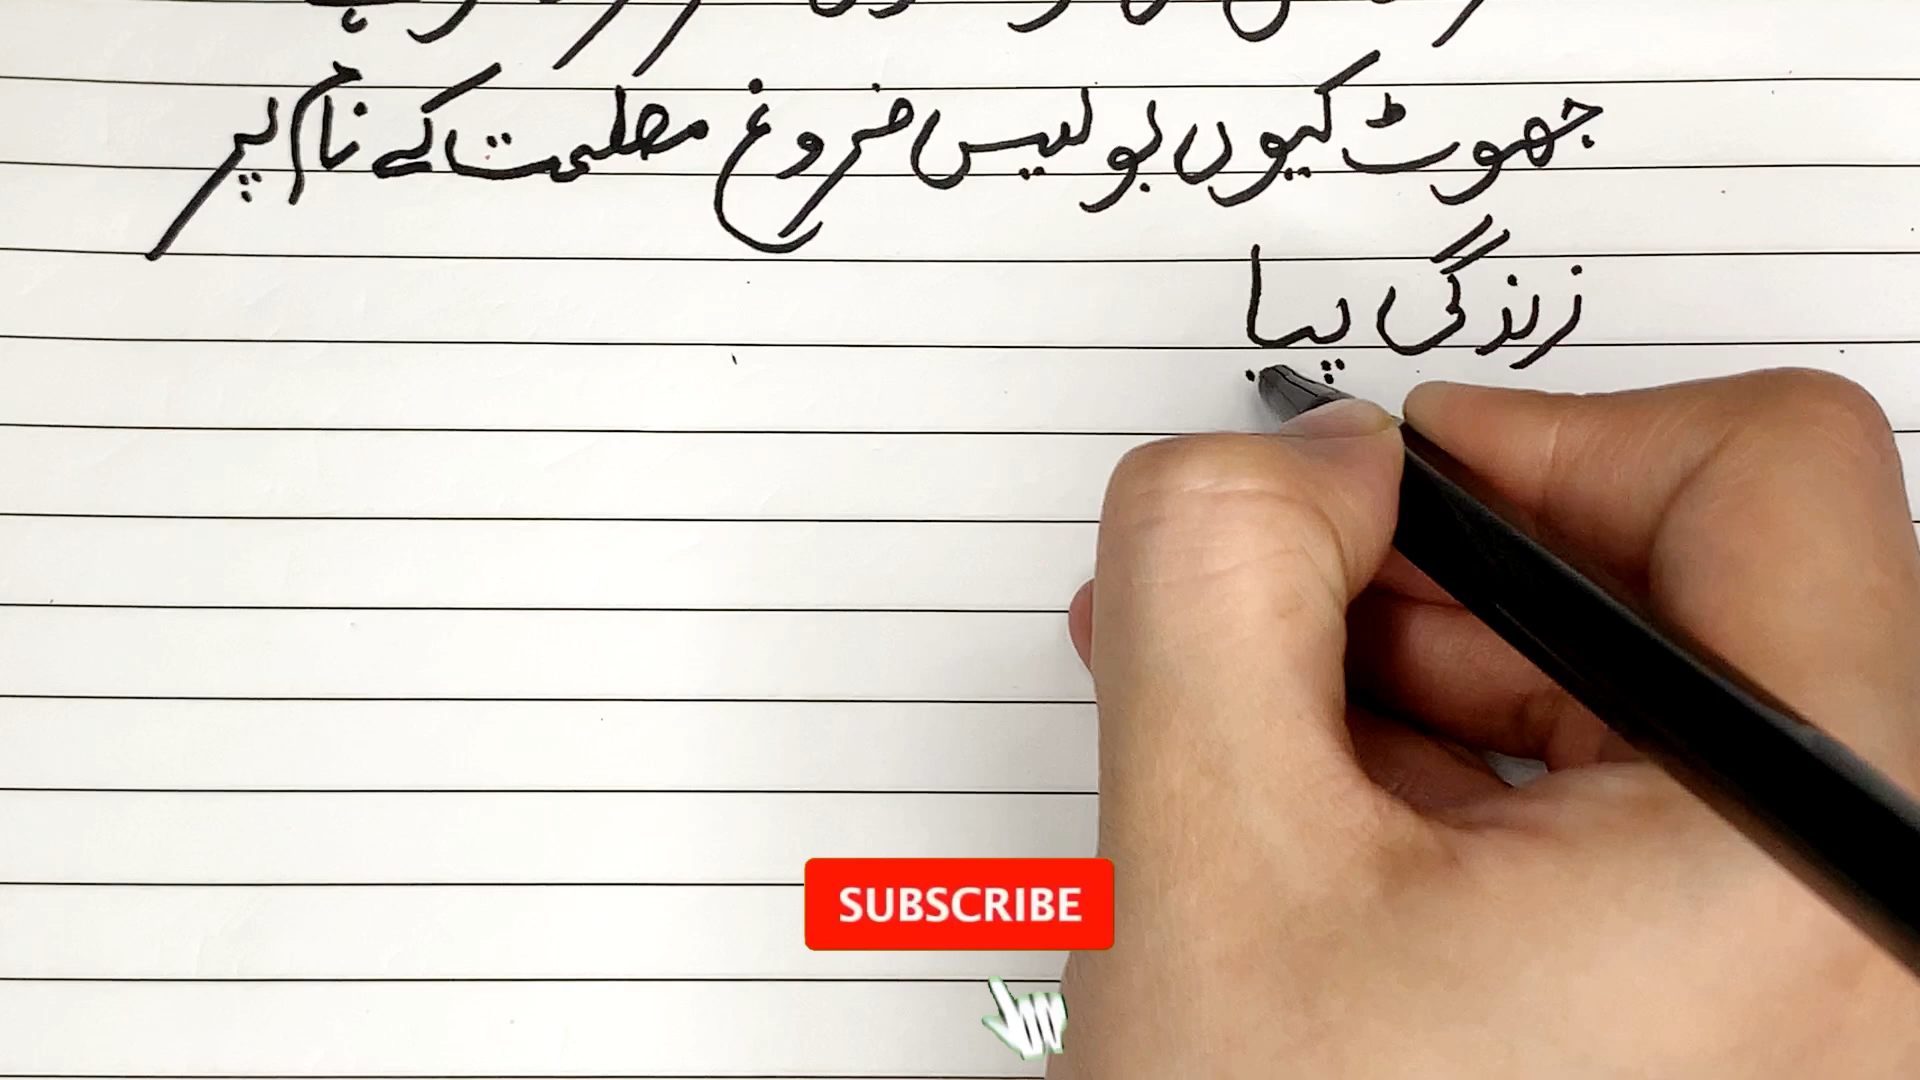 جھوٹ کیوں بولیں فروغ مصلحت کے نام پر
زندگی پیا
SUBSCRIBE